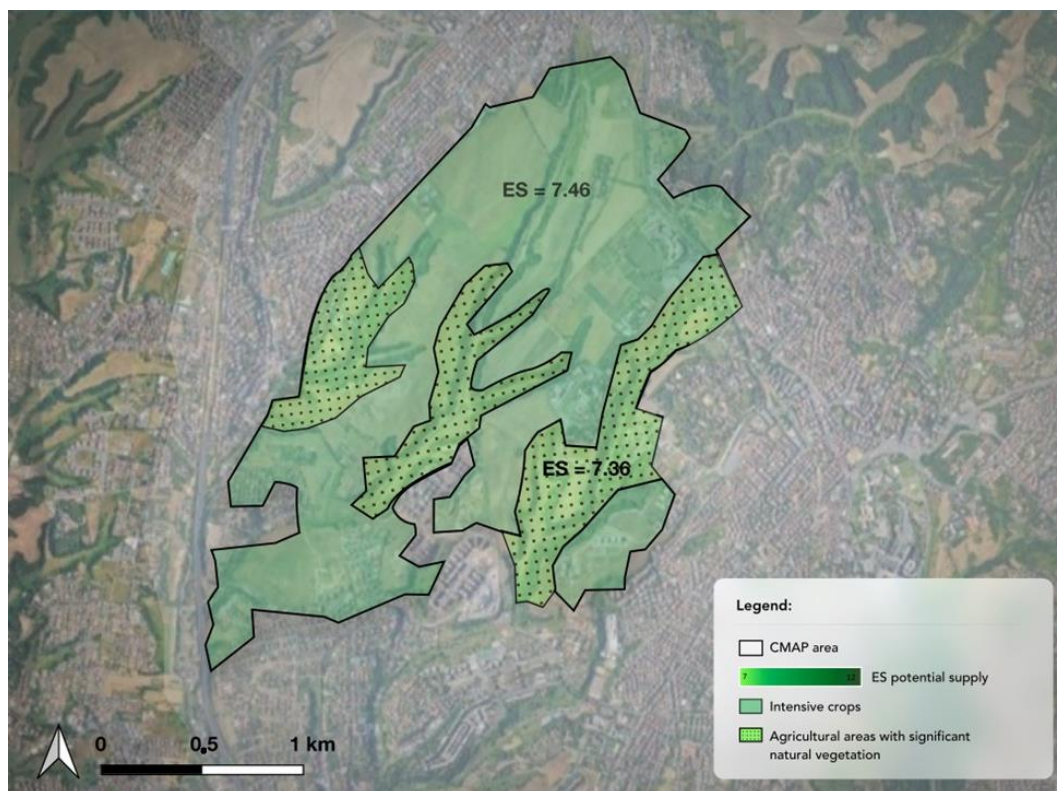 ES = 7.46
ES = 7.36
Legend:
CMAP area
7 12 ES potential supply
Intensive crops
Agricultural areas with significant
natural vegetation
0 0.5 1 km